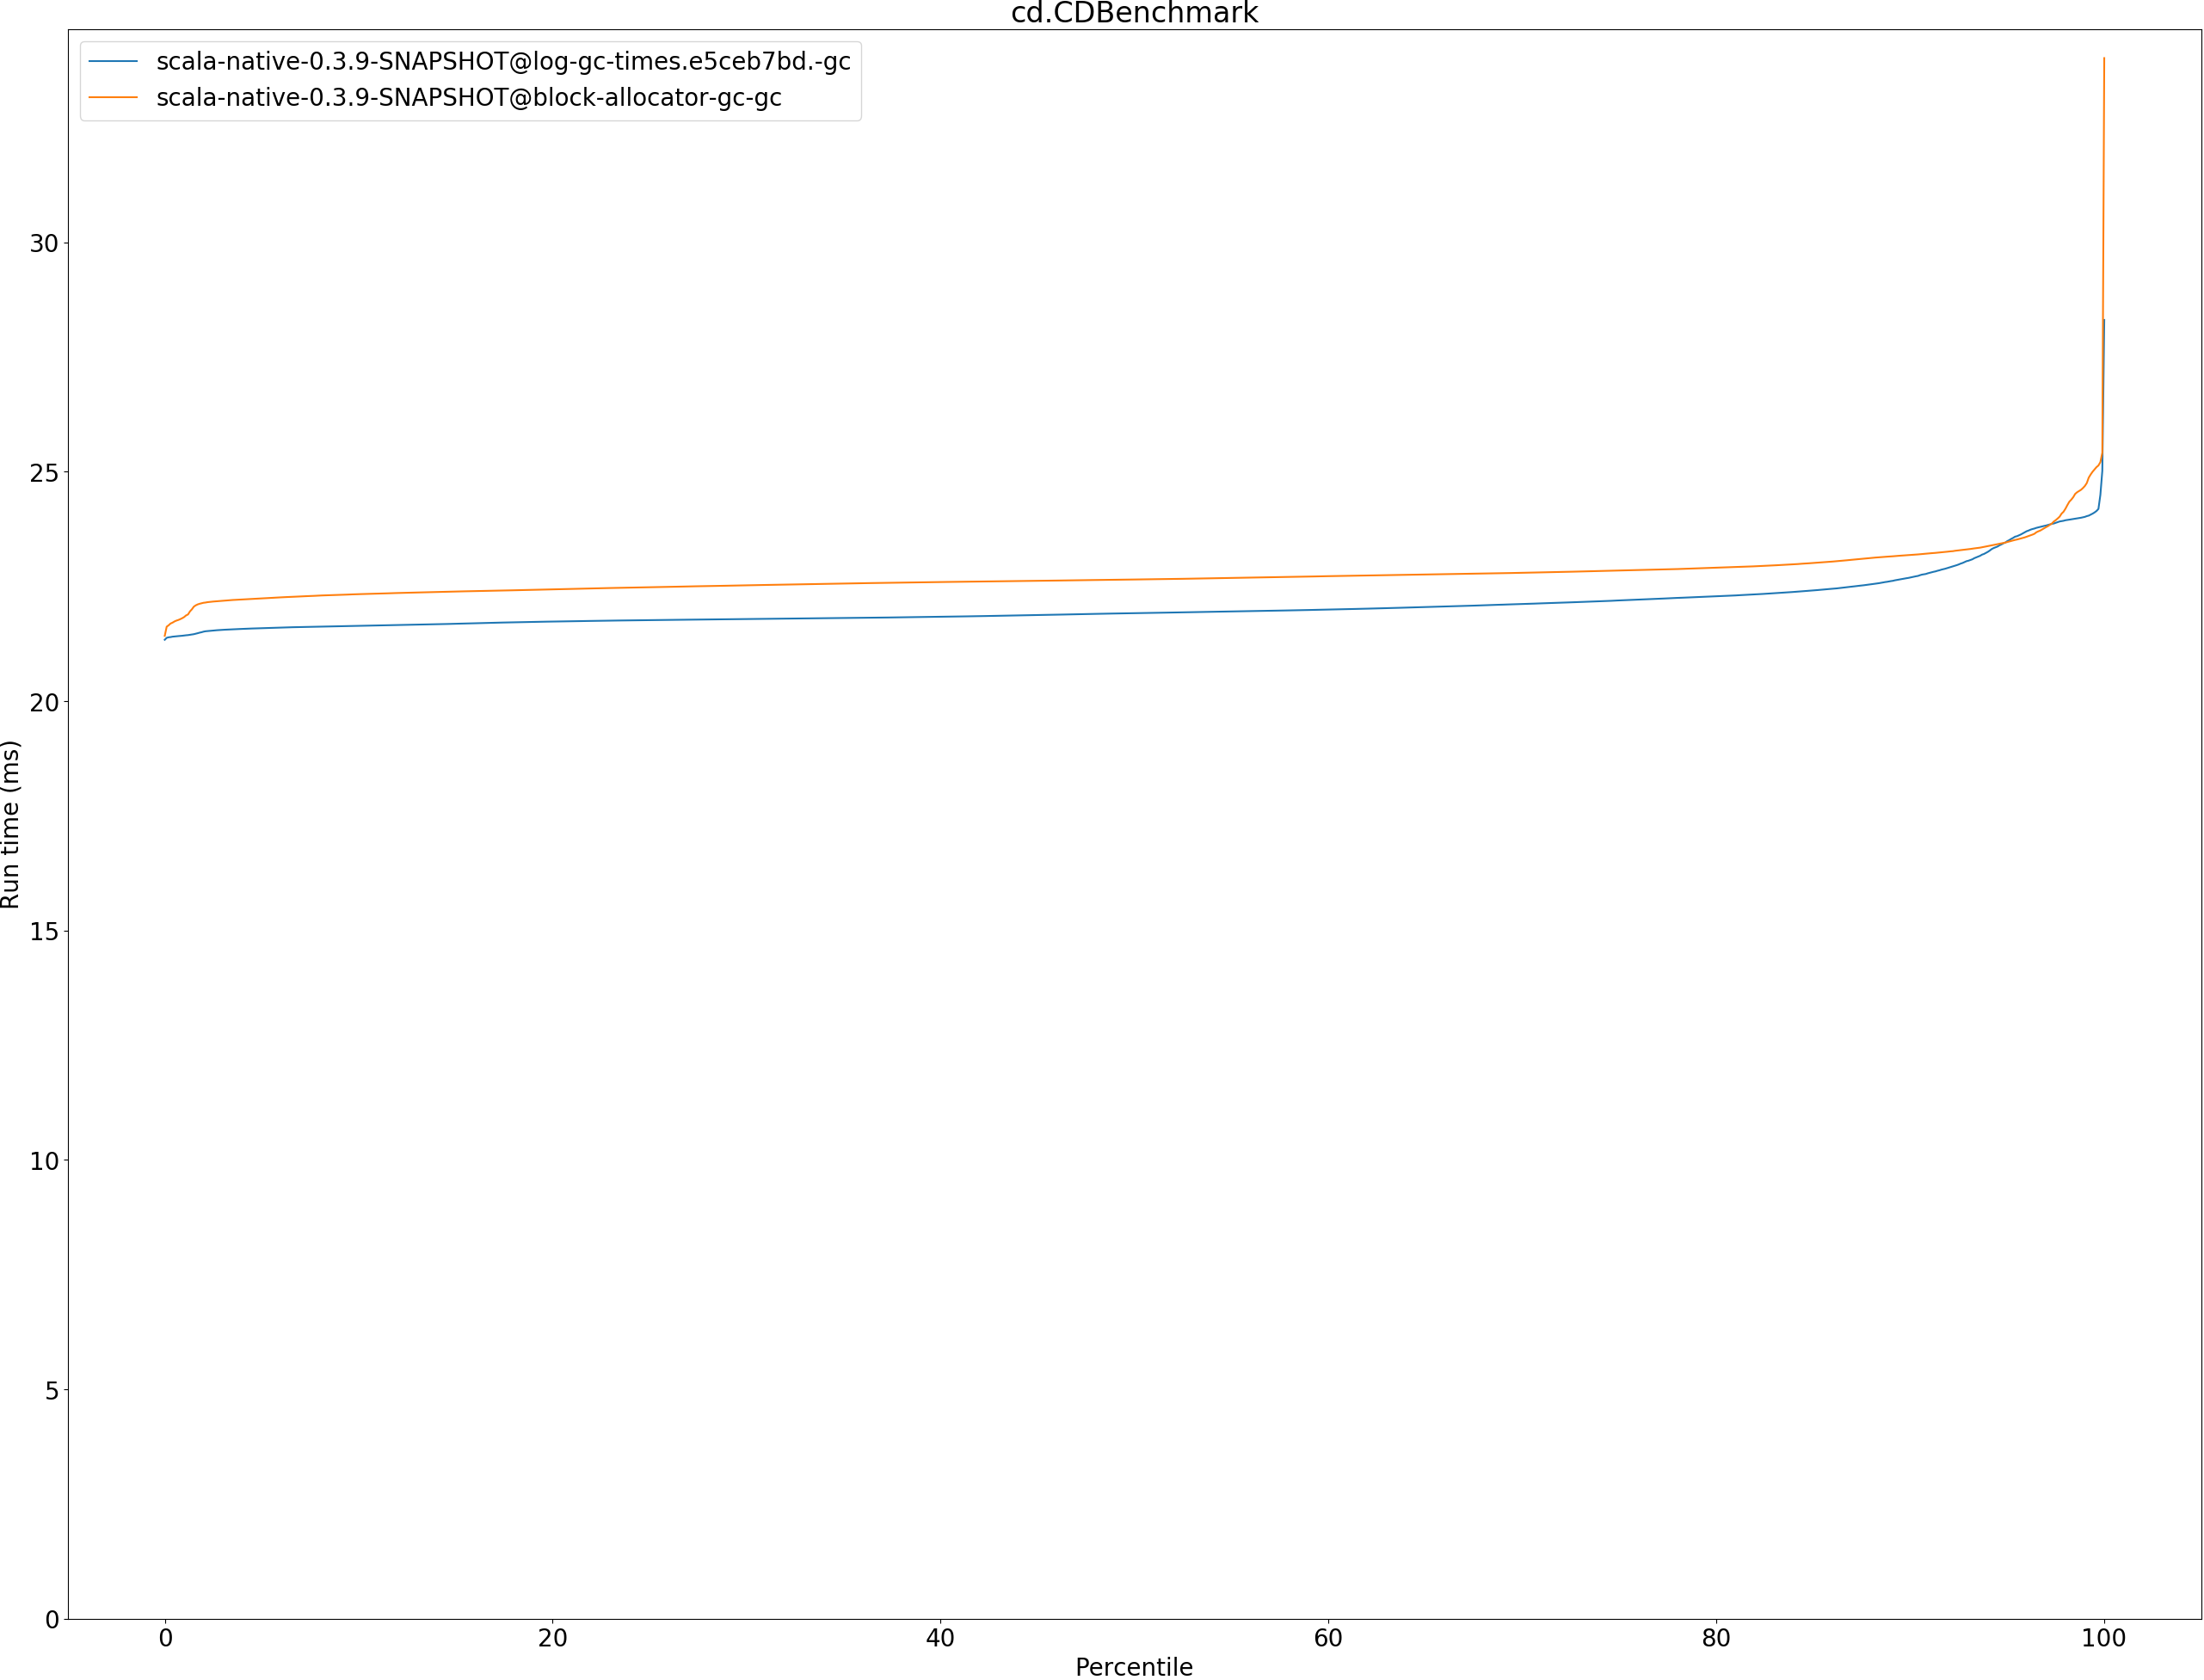 cd.CDBenchmark
scala-native-0.3.9-SNAPSHOT@log-gc-times.e5ceb7bd.-gc
scala-native-0.3.9-SNAPSHOT@block-allocator-gc-gc
30
25
20
15
10
5
0
Run time (ms)
0 20 40 60 80 100
Percentile